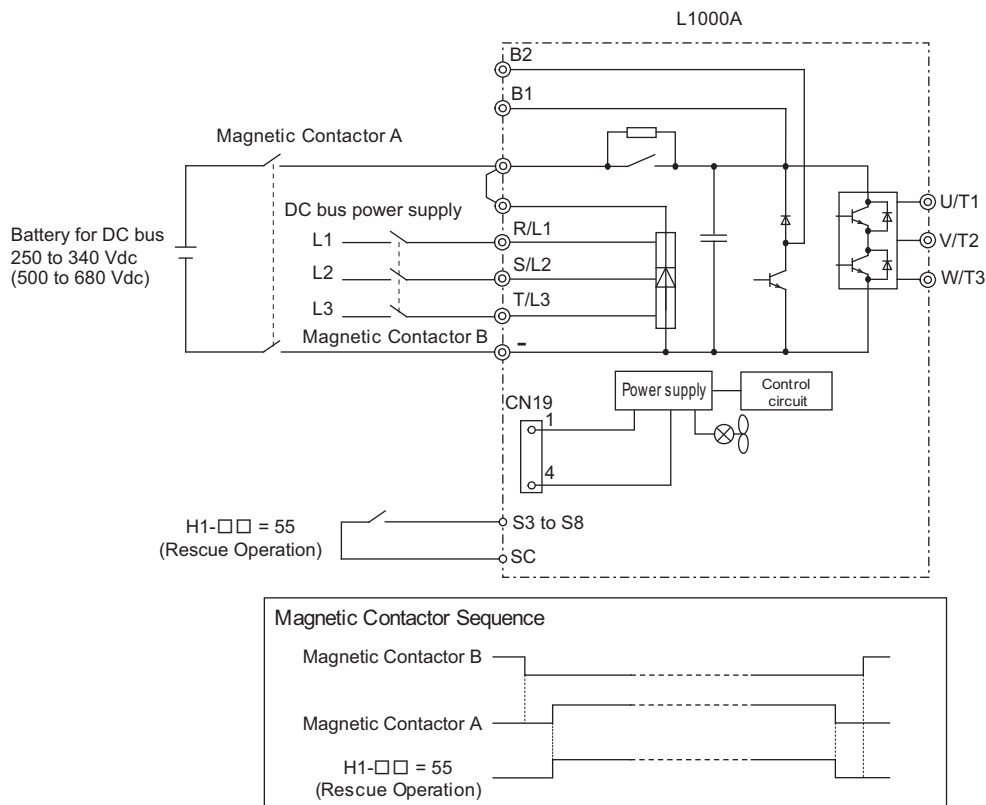 L1000A
B2
B1
Magnetic Contactor A
DC bus power supply
Battery for DC bus
250 to 340 Vdc
(500 to 680 Vdc)
L1
R/L1
L2
S/L2
L3
T/L3
Magnetic Contactor B
-
U/T1
V/T2
W/T3
Power supply
Control
circuit
CN19
1
4
H1-□□ = 55
(Rescue Operation)
S3 to S8
SC
Magnetic Contactor Sequence
Magnetic Contactor B
Magnetic Contactor A
H1-□□ = 55
(Rescue Operation)